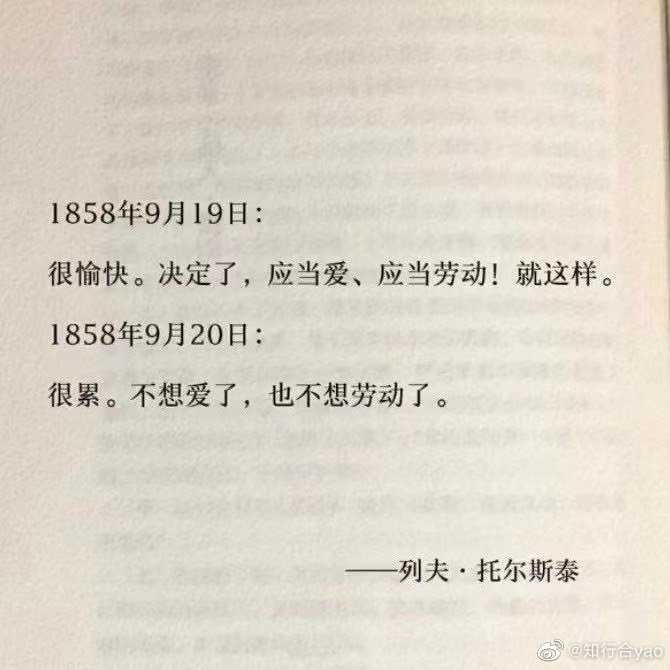 1858年9月19日：
很愉快。决定了，应当爱、应当劳动！就这样。
1858年9月20日：
很累。不想爱了，也不想劳动了。
——列夫·托尔斯泰
@知行合yao